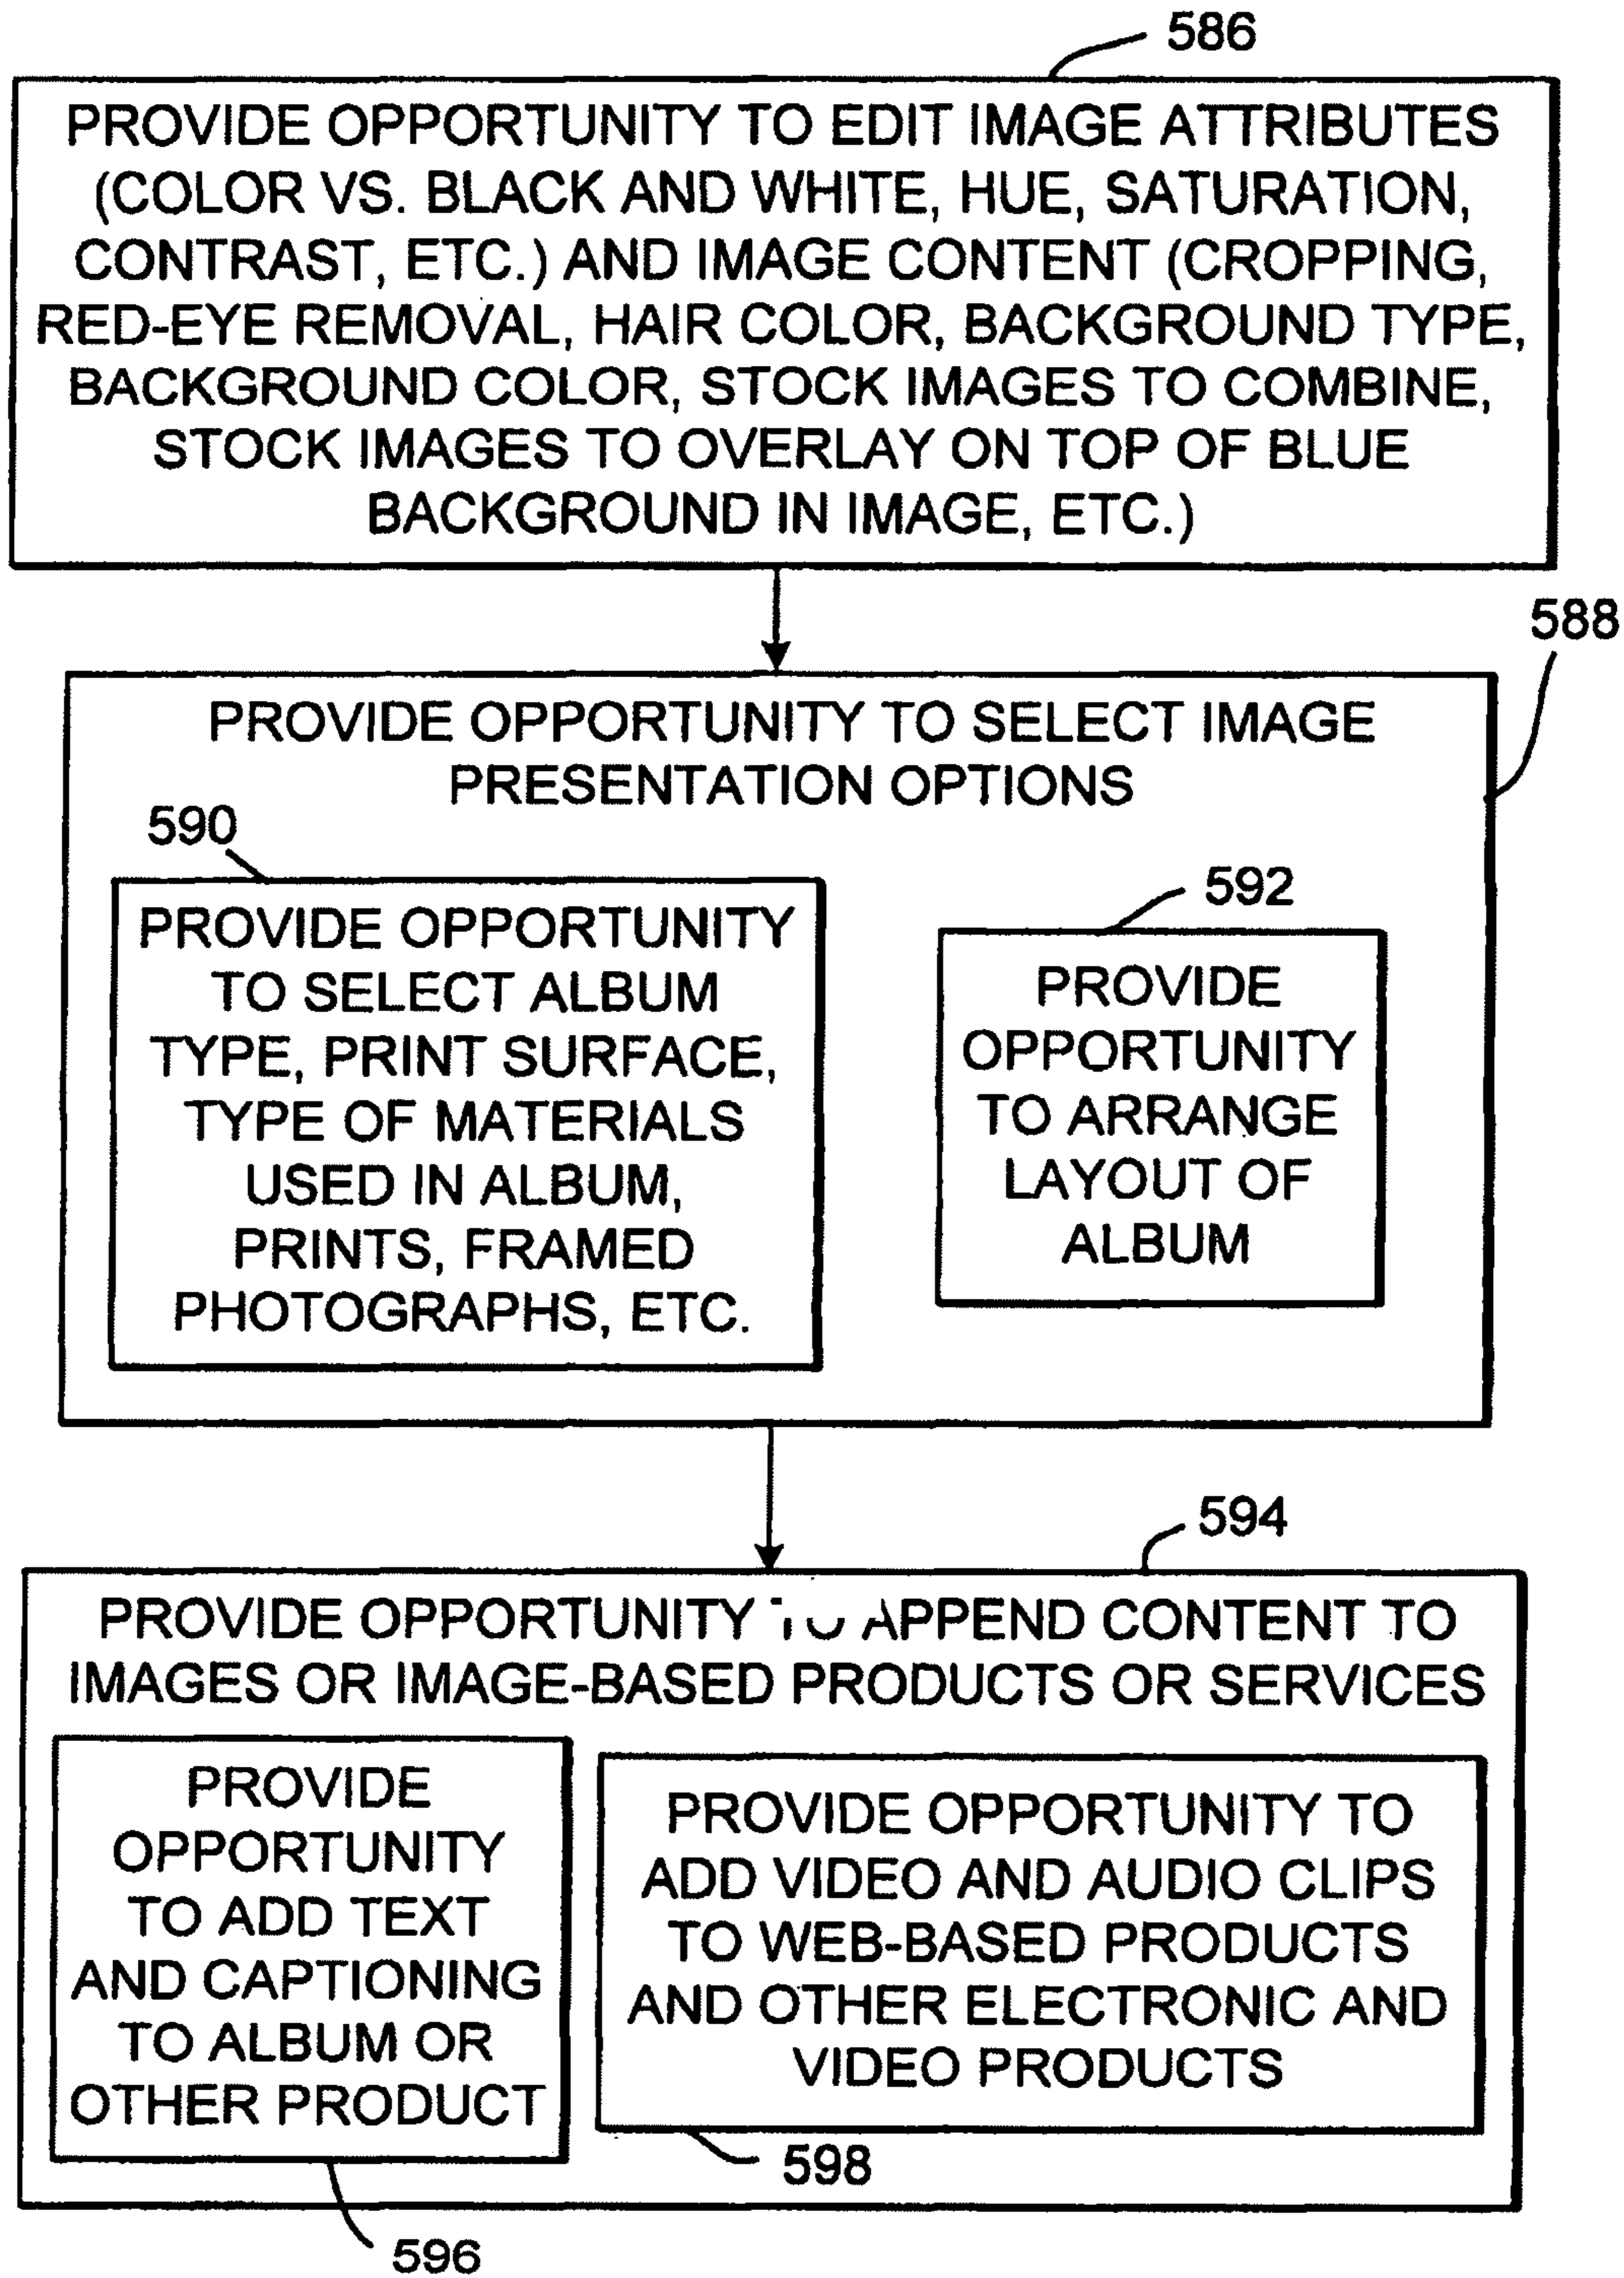 586
PROVIDE OPPORTUNITY TO EDIT IMAGE ATTRIBUTES
(COLOR VS. BLACK AND WHITE, HUE, SATURATION,
CONTRAST, ETC.) AND IMAGE CONTENT (CROPPING,
RED-EYE REMOVAL, HAIR COLOR, BACKGROUND TYPE,
BACKGROUND COLOR, STOCK IMAGES TO COMBINE,
STOCK IMAGES TO OVERLAY ON TOP OF BLUE
BACKGROUND IN IMAGE, ETC.)
588
PROVIDE OPPORTUNITY TO SELECT IMAGE
PRESENTATION OPTIONS
590
PROVIDE OPPORTUNITY
TO SELECT ALBUM
TYPE, PRINT SURFACE,
TYPE OF MATERIALS
USED IN ALBUM,
PRINTS, FRAMED
PHOTOGRAPHS, ETC.
592
PROVIDE
OPPORTUNITY
TO ARRANGE
LAYOUT OF
ALBUM
594
PROVIDE OPPORTUNITY TO APPEND CONTENT TO
IMAGES OR IMAGE-BASED PRODUCTS OR SERVICES
PROVIDE
OPPORTUNITY
TO ADD TEXT
AND CAPTIONING
TO ALBUM OR
OTHER PRODUCT
596
PROVIDE OPPORTUNITY TO
ADD VIDEO AND AUDIO CLIPS
TO WEB-BASED PRODUCTS
AND OTHER ELECTRONIC AND
VIDEO PRODUCTS
598